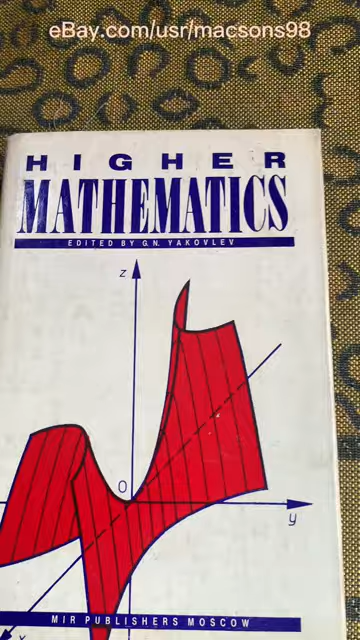 eBay.com/usr/macsons98
HIGHER
MATHEMATICS
EDITED BY G.N. YAKOVLEV
z
0
y
x
MIR PUBLISHERS MOSCOW